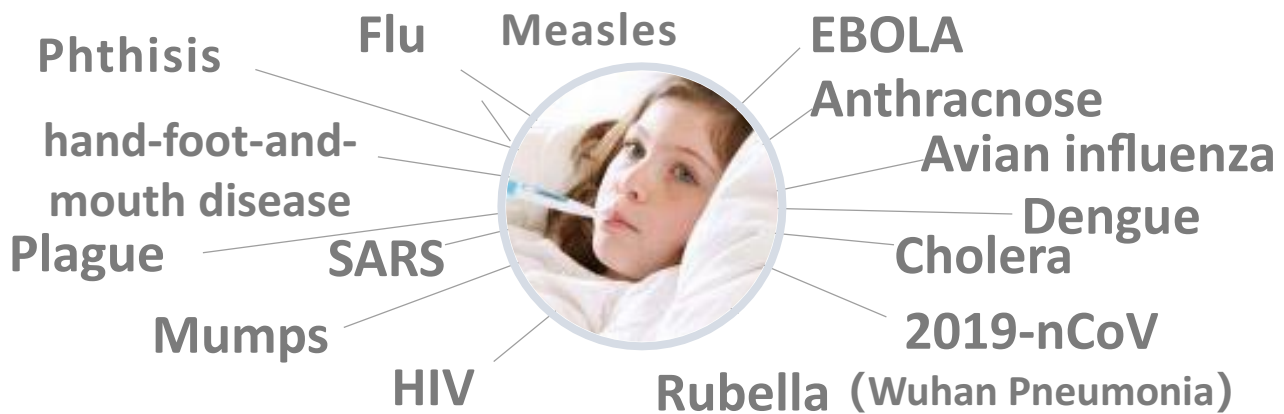 Flu
Measles
EBOLA
Phthisis
Anthracnose
hand-foot-and-
mouth disease
Avian influenza
Dengue
Plague
SARS
Cholera
Mumps
2019-nCoV
HIV
Rubella
(Wuhan Pneumonia)